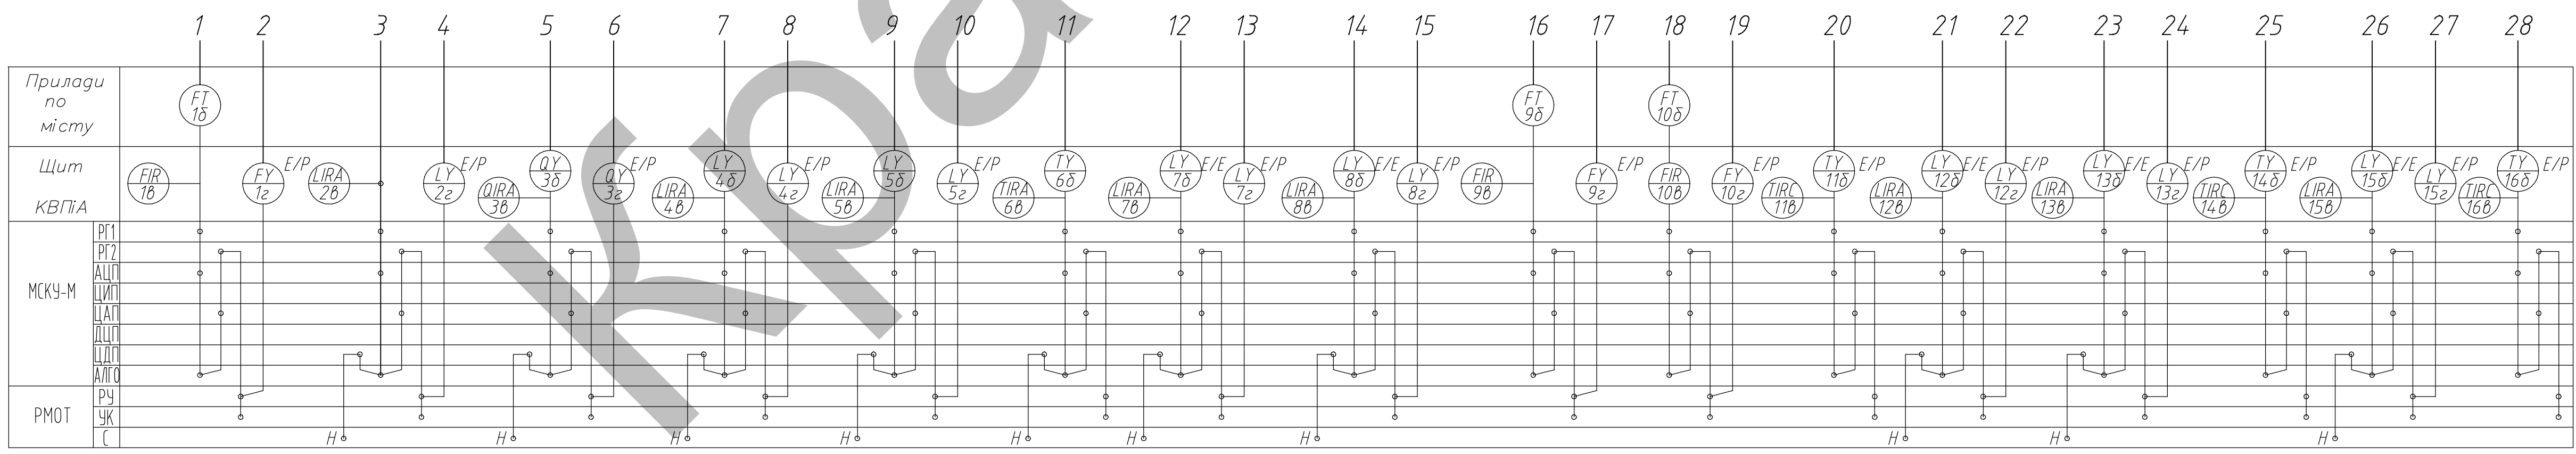 1 2 3 4 5 6 7 8 9 10 11 12 13 14 15 16 17 18 19 20 21 22 23 24 25 26 27 28
Прилади
по
місту
FT
1б
FT
9б
FT
10б
Щит
КВПіА
FIR
1в
FY
1г
E/P
LIRA
2в
LY
2г
E/P
QIRA
3в
QY
3б
QY
3г
E/P
LIRA
4в
LY
4б
LY
4г
E/P
LIRA
5в
LY
5б
LY
5г
E/P
TIRA
6в
TY
6б
LIRA
7в
LY
7б
E/E
LY
7г
E/P
LIRA
8в
LY
8б
E/E
LY
8г
E/P
FIR
9в
FY
9г
E/P
FIR
10в
FY
10г
E/P
TIRC
11в
TY
11б
E/P
LIRA
12в
LY
12б
E/E
LY
12г
E/P
LIRA
13в
LY
13б
E/E
LY
13г
E/P
TIRC
14в
TY
14б
E/P
LIRA
15в
LY
15б
E/E
LY
15г
E/P
TIRC
16в
TY
16б
E/P
МСКУ-М
РГ1
РГ2
АЦП
ЦИП
ЦАП
ДЦП
ЦДП
АЛГО
РМОТ
РУ
УК
С
H H H H H H H H H H
Кра